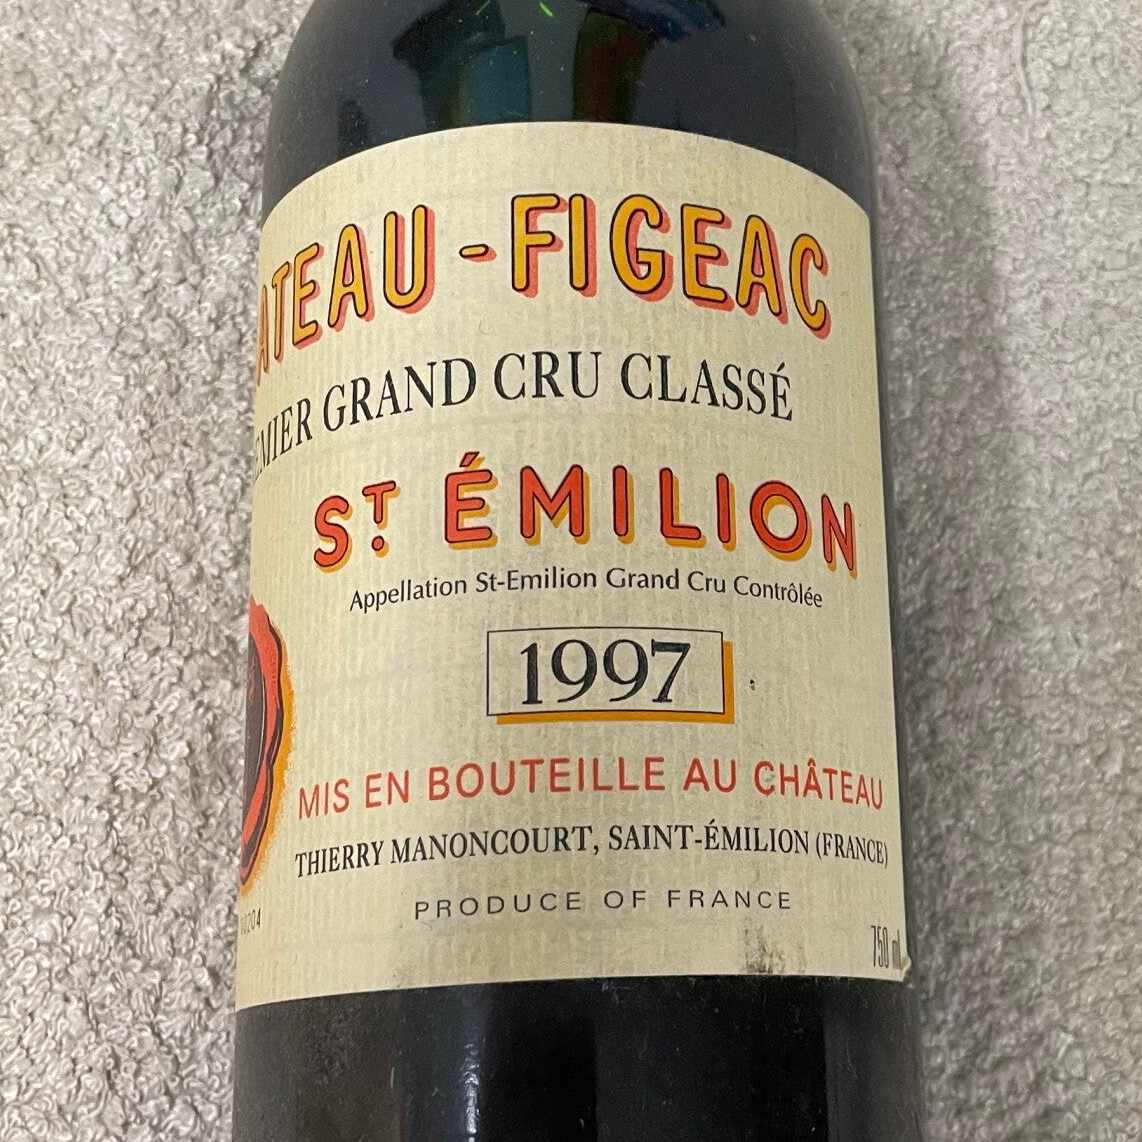 ATEAU-FIGEAC
EMIER GRAND CRU CLASSÉ
ST ÉMILION
Appellation St-Emilion Grand Cru Contrôlée
1997
MIS EN BOUTEILLE AU CHÂTEAU
THIERRY MANONCOURT, SAINT-ÉMILION (FRANCE)
PRODUCE OF FRANCE
750 ml